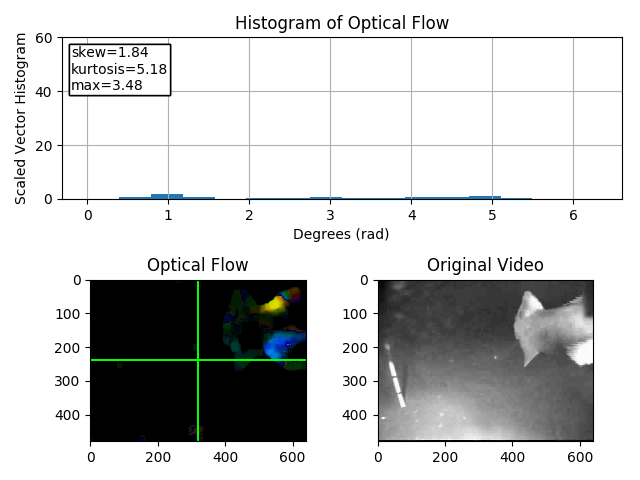 Histogram of Optical Flow
Scaled Vector Histogram
60
40
20
0
skew=1.84
kurtosis=5.18
max=3.48
0 1 2 3 4 5 6
Degrees (rad)
Optical Flow
0
100
200
300
400
0 200 400 600
Original Video
0
100
200
300
400
0 200 400 600